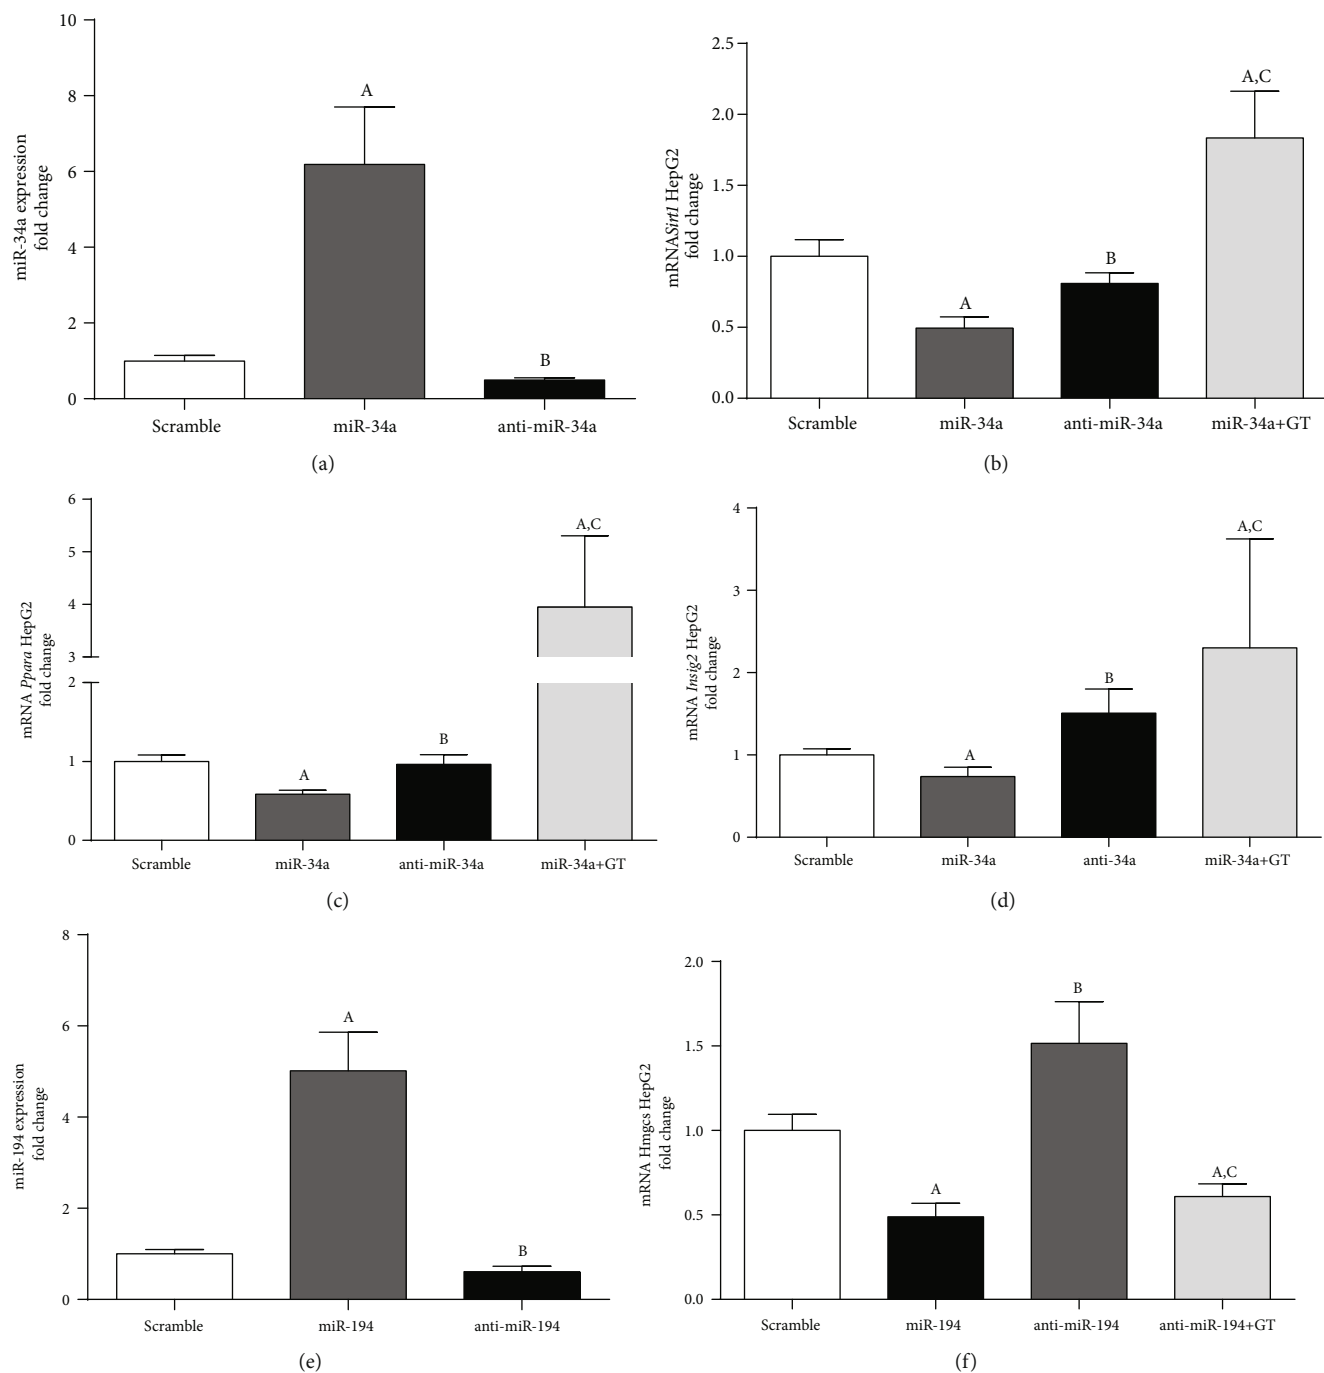 miR-34a expression
fold change
10
8
6
4
2
0
A
B
Scramble
miR-34a
anti-miR-34a
(a)
mRNASirt1 HepG2
fold change
2.5
2.0
1.5
1.0
0.5
0.0
A
B
A,C
Scramble
miR-34a
anti-miR-34a
miR-34a+GT
(b)
mRNA Ppara HepG2
fold change
6
5
4
3
2
1
0
A
B
A,C
Scramble
miR-34a
anti-miR-34a
miR-34a+GT
(c)
mRNA Insig2 HepG2
fold change
4
3
2
1
0
A
B
A,C
Scramble
miR-34a
anti-34a
miR-34a+GT
(d)
miR-194 expression
fold change
8
6
4
2
0
A
B
Scramble
miR-194
anti-miR-194
(e)
mRNA Hmgcs HepG2
fold change
2.0
1.5
1.0
0.5
0.0
A
B
A,C
Scramble
miR-194
anti-miR-194
anti-miR-194+GT
(f)